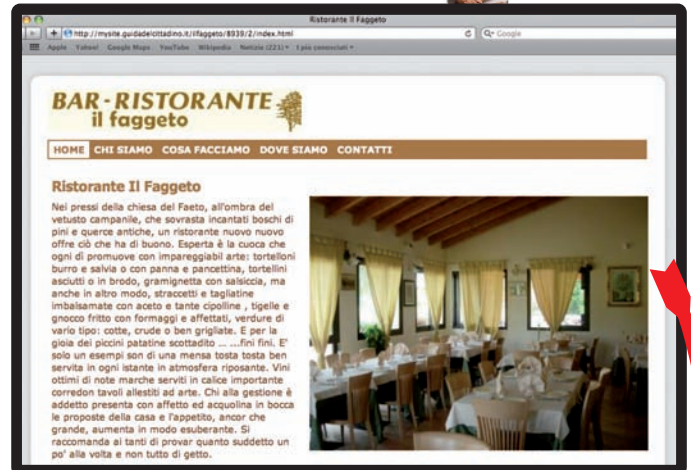 Ristorante Il Faggeto
http://mysite.guidadelcittadino.it/ilfaggeto/8939/2/index.html
Google
Apple Yahoo! Google Maps YouTube Wikipedia Notizie (221) I più conosciuti
BAR-RISTORANTE
il faggeto
HOME CHI SIAMO COSA FACCIAMO DOVE SIAMO CONTATTI
Ristorante Il Faggeto
Nei pressi della chiesa del Faeto, all'ombra del
vetusto campanile, che sovrasta incantati boschi di
pini e querce antiche, un ristorante nuovo nuovo
offre ciò che ha di buono. Esperta è la cuoca che
ogni dì promuove con impareggiabil arte: tortelloni
burro e salvia o con panna e pancettina, tortellini
asciutti o in brodo, gramignetta con salsiccia, ma
anche in altro modo, straccetti e tagliatine
imbalsamate con aceto e tante cipolline , tigelle e
gnocco fritto con formaggi e affettati, verdure di
vario tipo: cotte, crude o ben grigliate. E per la
gioia dei piccini patatine scottadito ... ...fini fini. E'
solo un esempi son di una mensa tosta tosta ben
servita in ogni istante in atmosfera riposante. Vini
ottimi di note marche serviti in calice importante
corredon tavoli allestiti ad arte. Chi alla gestione è
addetto presenta con affetto ed acquolina in bocca
le proposte della casa e l'appetito, ancor che
grande, aumenta in modo esuberante. Si
raccomanda ai tanti di provar quanto suddetto un
po' alla volta e non tutto di getto.